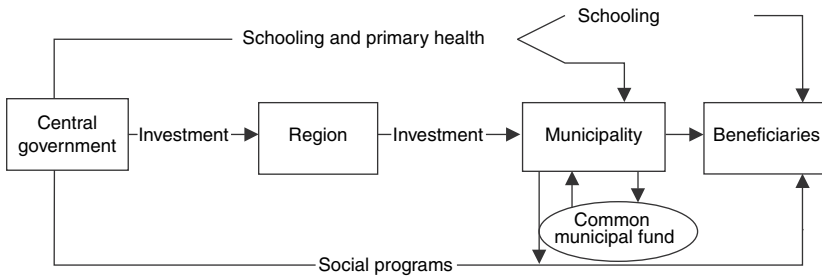 Schooling
Schooling and primary health
Central
government
Investment
Region
Investment
Municipality
Beneficiaries
Common
municipal fund
Social programs